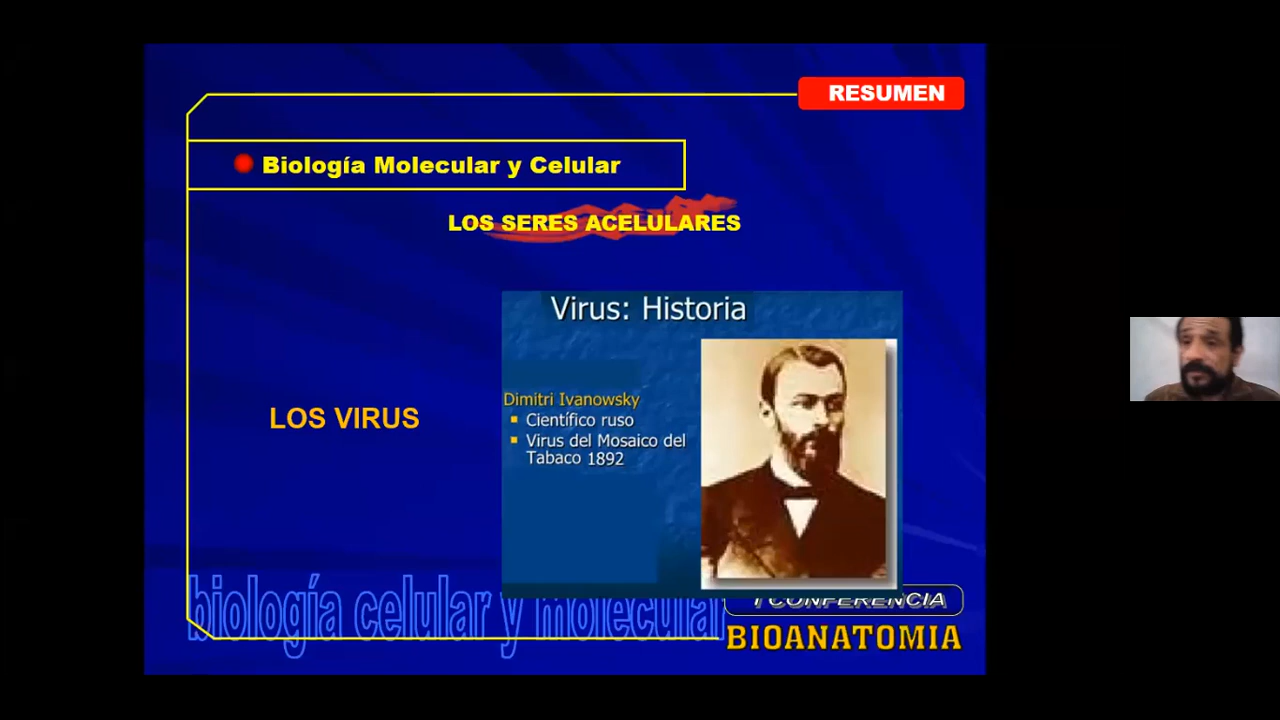 RESUMEN
Biología Molecular y Celular
LOS SERES ACELULARES
Virus: Historia
Dimitri Ivanowsky
Científico ruso
Virus del Mosaico del
Tabaco 1892
LOS VIRUS
biología celular y molecular
I CONFERENCIA
BIOANATOMIA